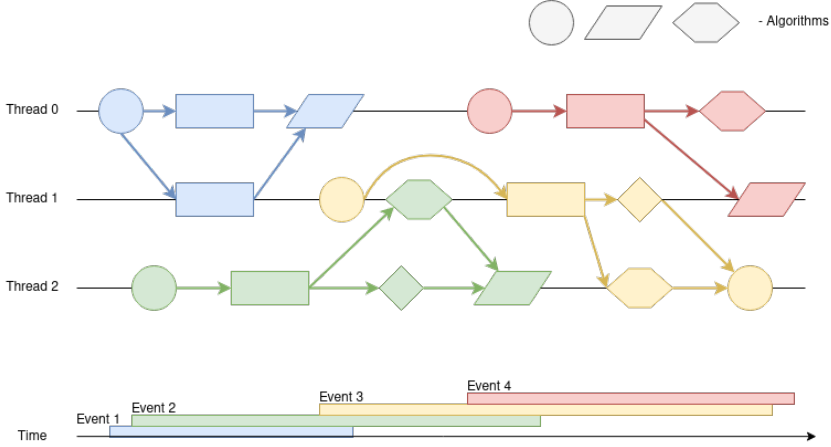 - Algorithms
Thread 0
Thread 1
Thread 2
Event 4
Event 3
Event 2
Event 1
Time